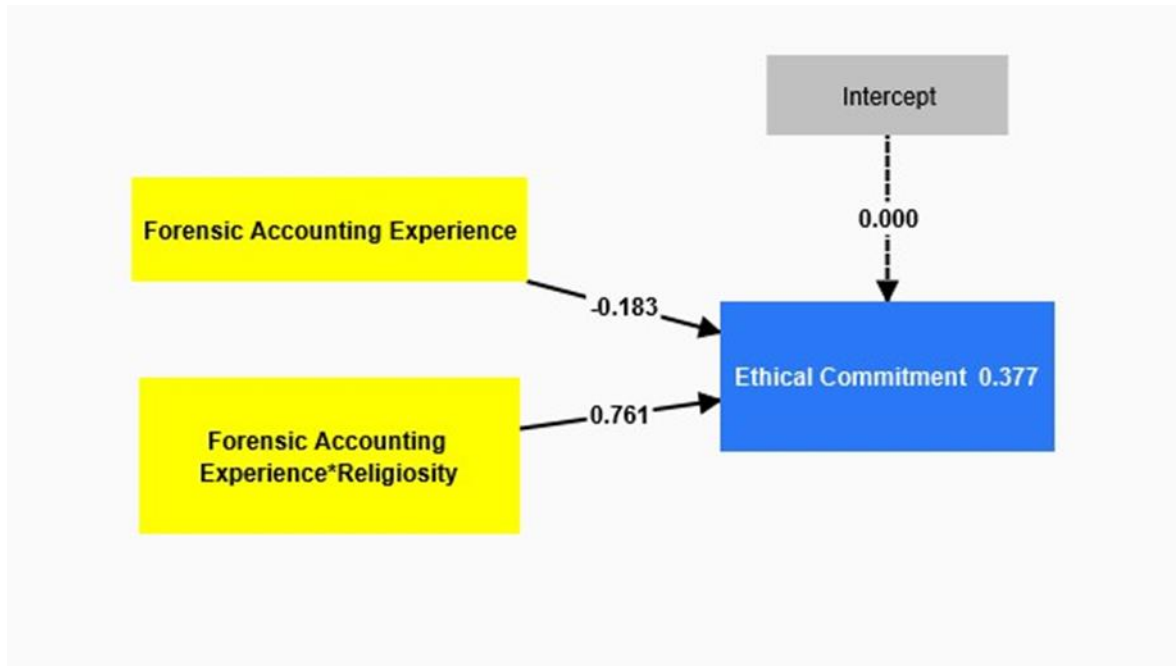 Intercept
0.000
Forensic Accounting Experience
-0.183
Ethical Commitment 0.377
0.761
Forensic Accounting
Experience*Religiosity